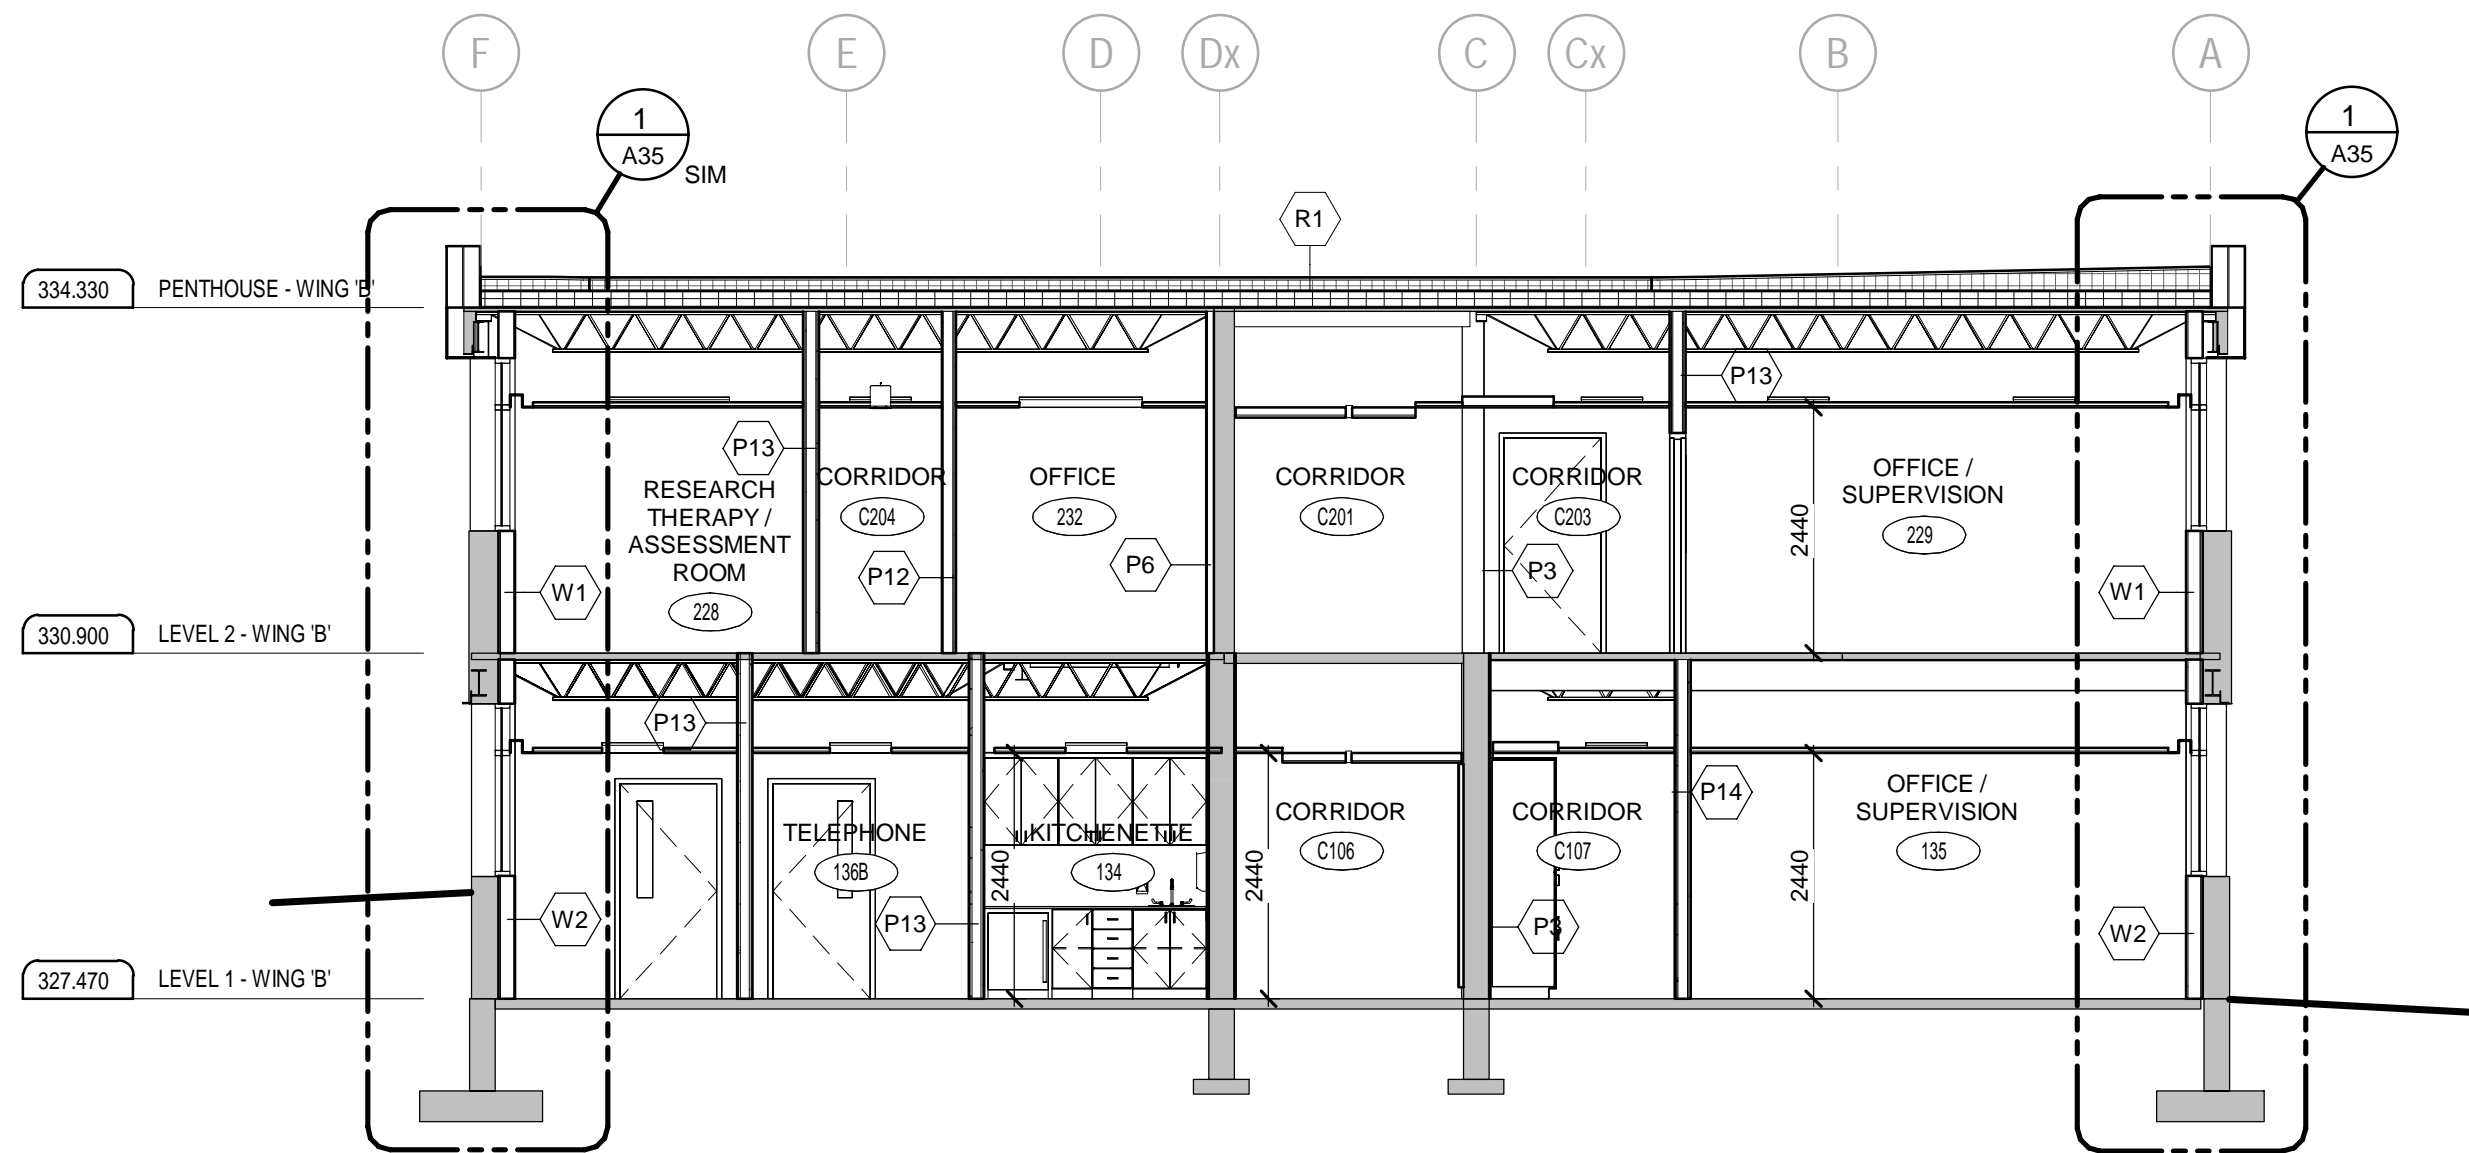 F
E
D
Dx
C
Cx
B
A
1
A35
SIM
1
A35
R1
334.330
PENTHOUSE - WING 'B'
P13
P13
CORRIDOR
C204
OFFICE
232
CORRIDOR
C201
CORRIDOR
C203
OFFICE /
SUPERVISION
229
2440
RESEARCH
THERAPY /
ASSESSMENT
ROOM
228
W1
P12
P6
P3
W1
330.900
LEVEL 2 - WING 'B'
P13
P14
TELEPHONE
136B
KITCHENETTE
134
CORRIDOR
C106
CORRIDOR
C107
OFFICE /
SUPERVISION
135
2440
2440
2440
W2
P13
P3
W2
327.470
LEVEL 1 - WING 'B'